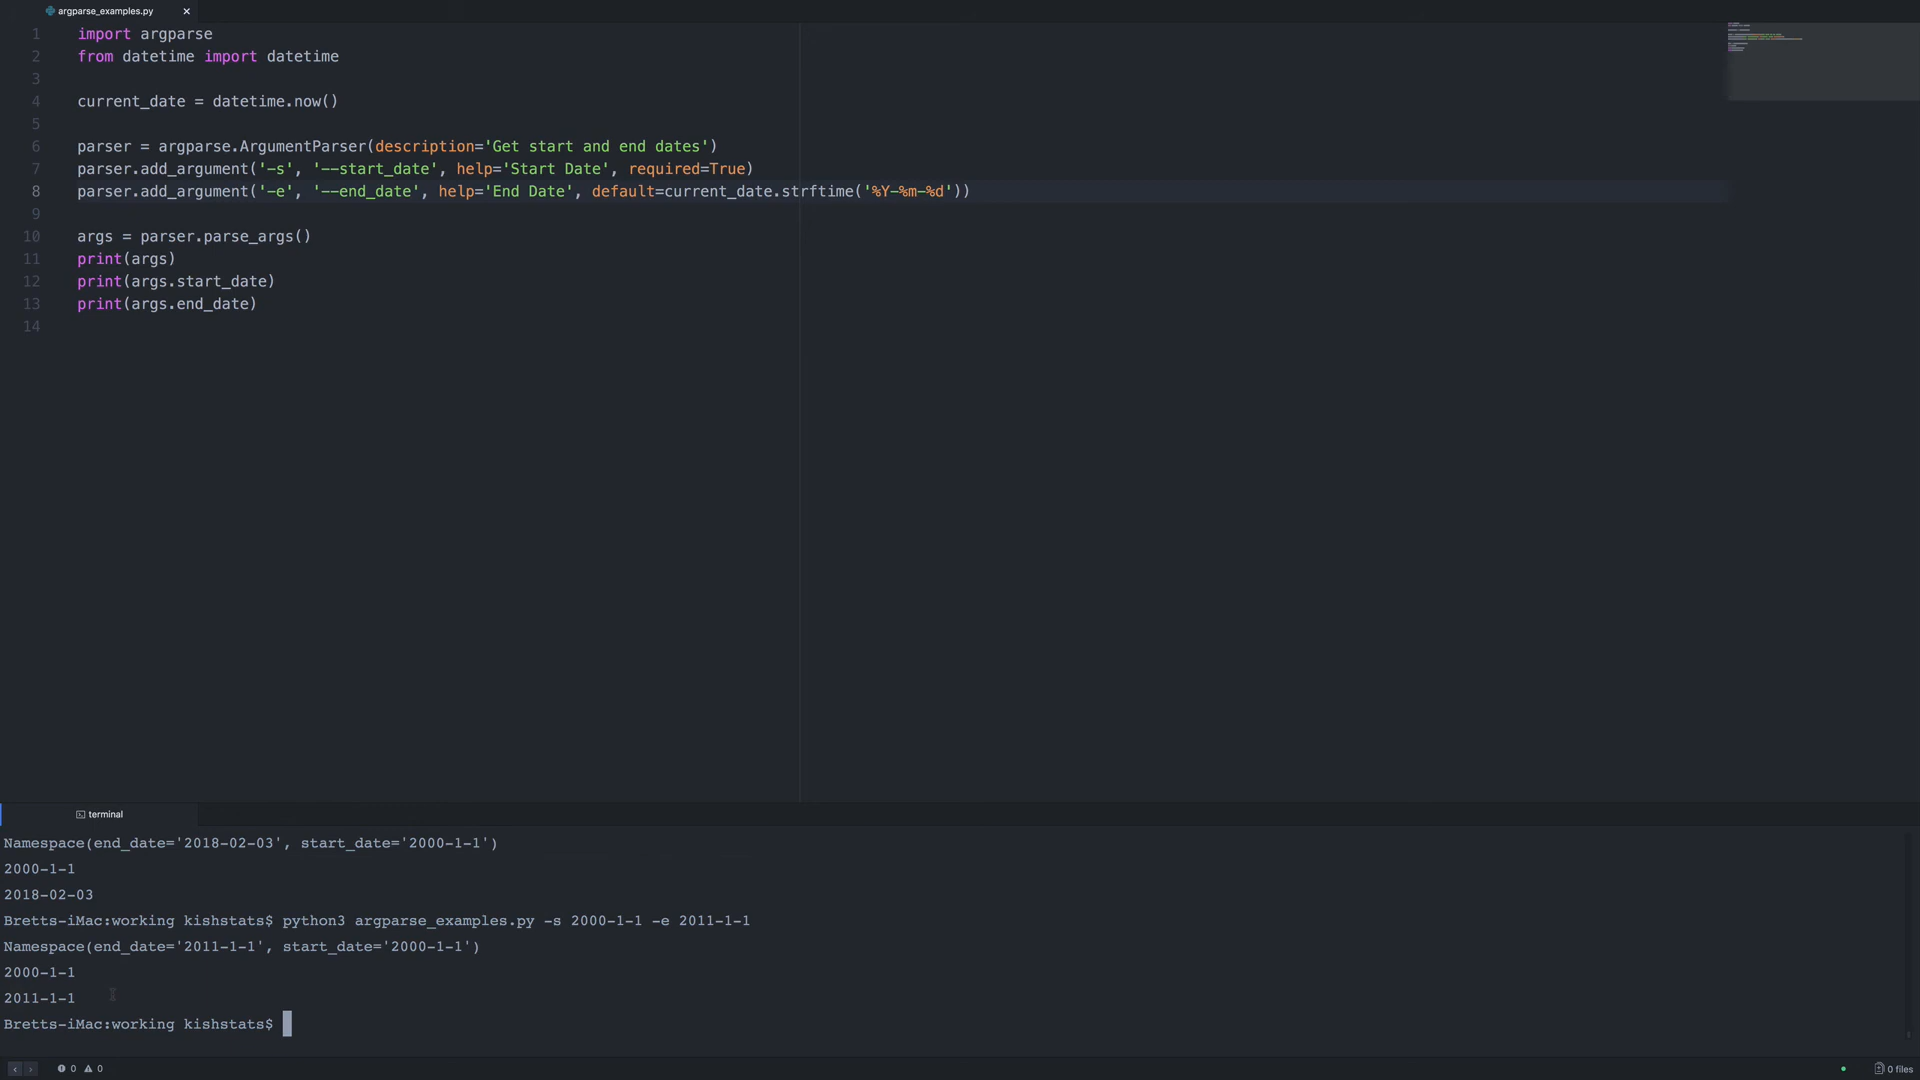 argparse_examples.py
1 import argparse
2 from datetime import datetime
3
4 current_date = datetime.now()
5
6 parser = argparse.ArgumentParser(description='Get start and end dates')
7 parser.add_argument('-s', '--start_date', help='Start Date', required=True)
8 parser.add_argument('-e', '--end_date', help='End Date', default=current_date.strftime('%Y-%m-%d'))
9
10 args = parser.parse_args()
11 print(args)
12 print(args.start_date)
13 print(args.end_date)
14
terminal
Namespace(end_date='2018-02-03', start_date='2000-1-1')
2000-1-1
2018-02-03
Bretts-iMac:working kishstats$ python3 argparse_examples.py -s 2000-1-1 -e 2011-1-1
Namespace(end_date='2011-1-1', start_date='2000-1-1')
2000-1-1
2011-1-1
Bretts-iMac:working kishstats$
0 0 0 files